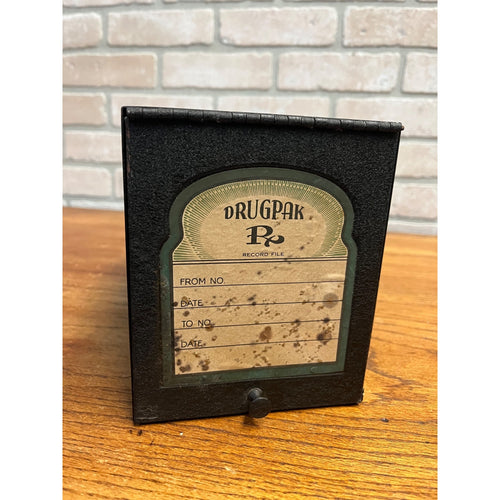 DRUGPAK
℞
RECORD FILE
FROM NO.
DATE
TO NO.
DATE